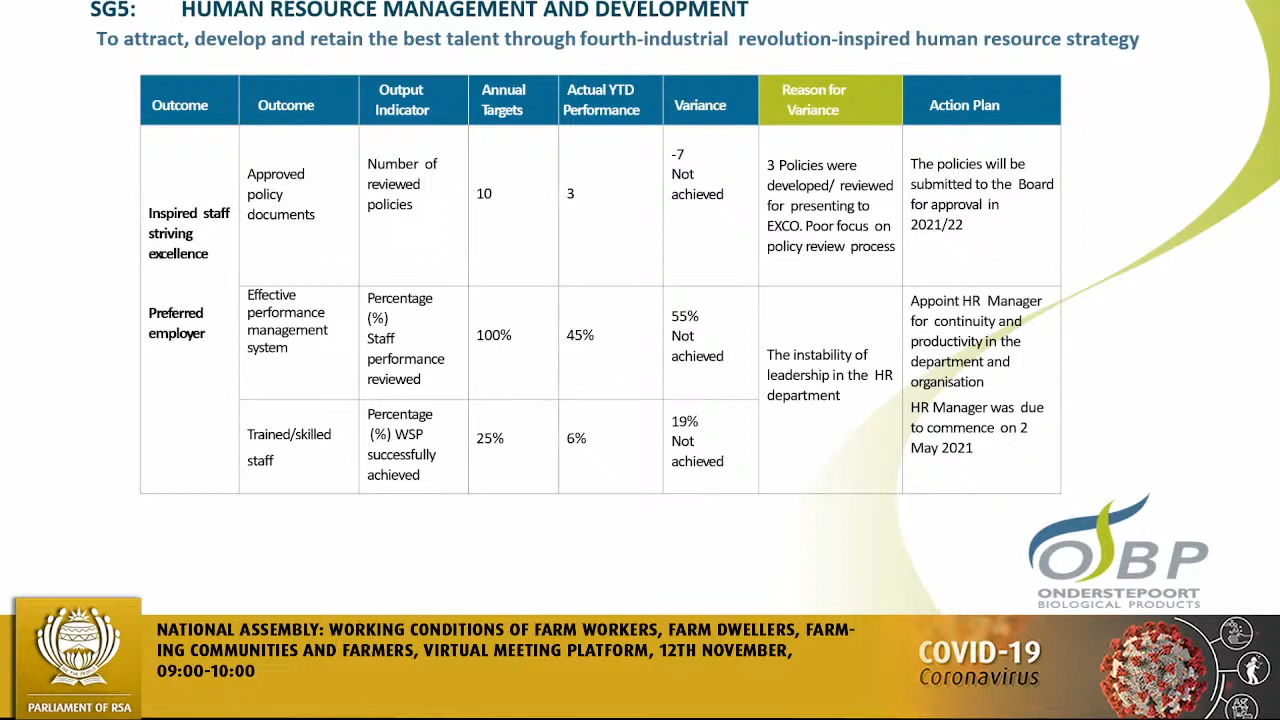 SG5: HUMAN RESOURCE MANAGEMENT AND DEVELOPMENT
To attract, develop and retain the best talent through fourth-industrial revolution-inspired human resource strategy
Outcome
Outcome
Output
Indicator
Annual
Targets
Actual YTD
Performance
Variance
Reason for
Variance
Action Plan
Inspired staff
striving
excellence
Preferred
employer
Approved
policy
documents
Number of
reviewed
policies
10
3
-7
Not
achieved
3 Policies were
developed/ reviewed
for presenting to
EXCO. Poor focus on
policy review process
The policies will be
submitted to the Board
for approval in
2021/22
Effective
performance
management
system
Percentage
(%)
Staff
performance
reviewed
100%
45%
55%
Not
achieved
The instability of
leadership in the HR
department
Appoint HR Manager
for continuity and
productivity in the
department and
organisation
HR Manager was due
to commence on 2
May 2021
Trained/skilled
staff
Percentage
(%) WSP
successfully
achieved
25%
6%
19%
Not
achieved
OBP
ONDERSTEPOORT
BIOLOGICAL PRODUCTS
PARLIAMENT OF RSA
NATIONAL ASSEMBLY: WORKING CONDITIONS OF FARM WORKERS, FARM DWELLERS, FARM-
ING COMMUNITIES AND FARMERS, VIRTUAL MEETING PLATFORM, 12TH NOVEMBER,
09:00-10:00
COVID-19
Coronavirus